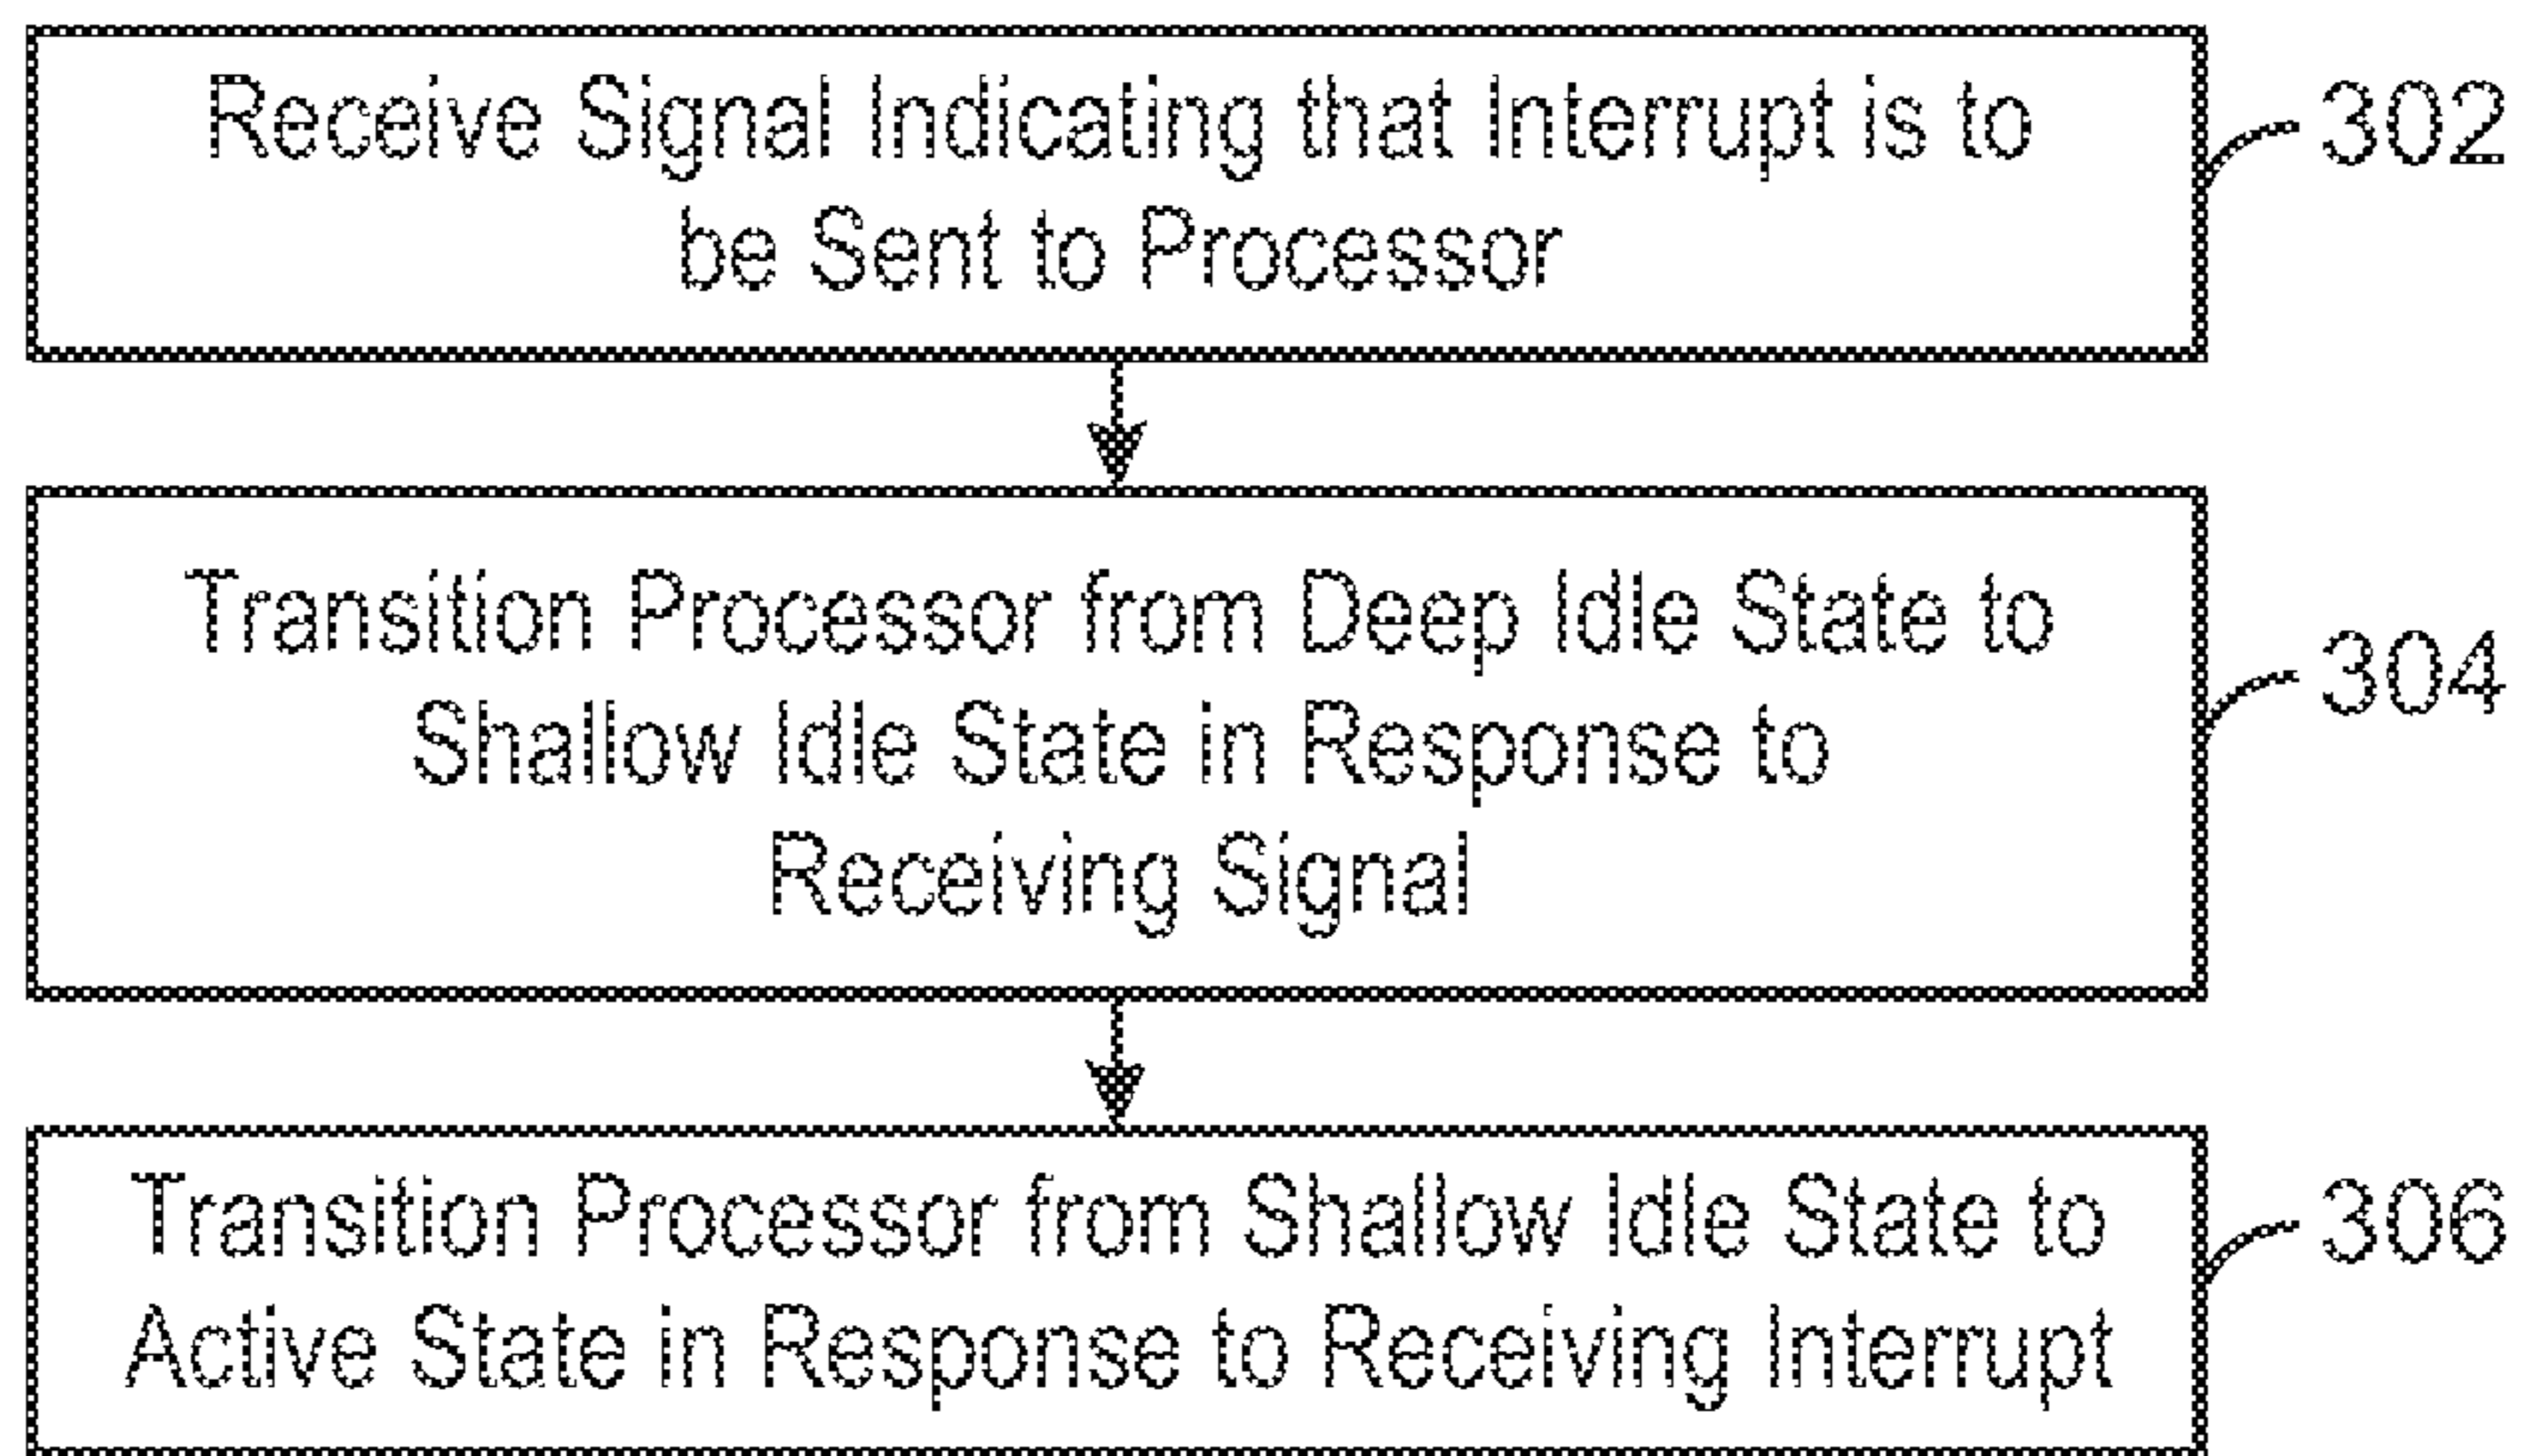 Receive Signal Indicating that Interrupt is to
be Sent to Processor
302
Transition Processor from Deep Idle State to
Shallow Idle State in Response to
Receiving Signal
304
Transition Processor from Shallow Idle State to
Active State in Response to Receiving Interrupt
306